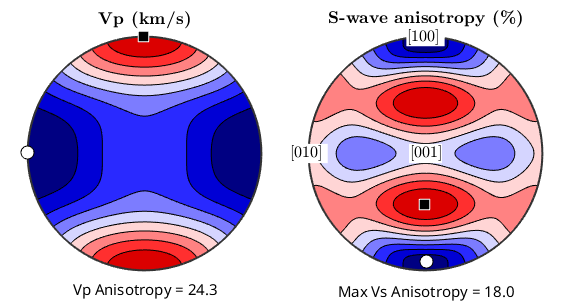 Vp (km/s)
S-wave anisotropy (%)
[100]
[010]
[001]
Vp Anisotropy = 24.3
Max Vs Anisotropy = 18.0